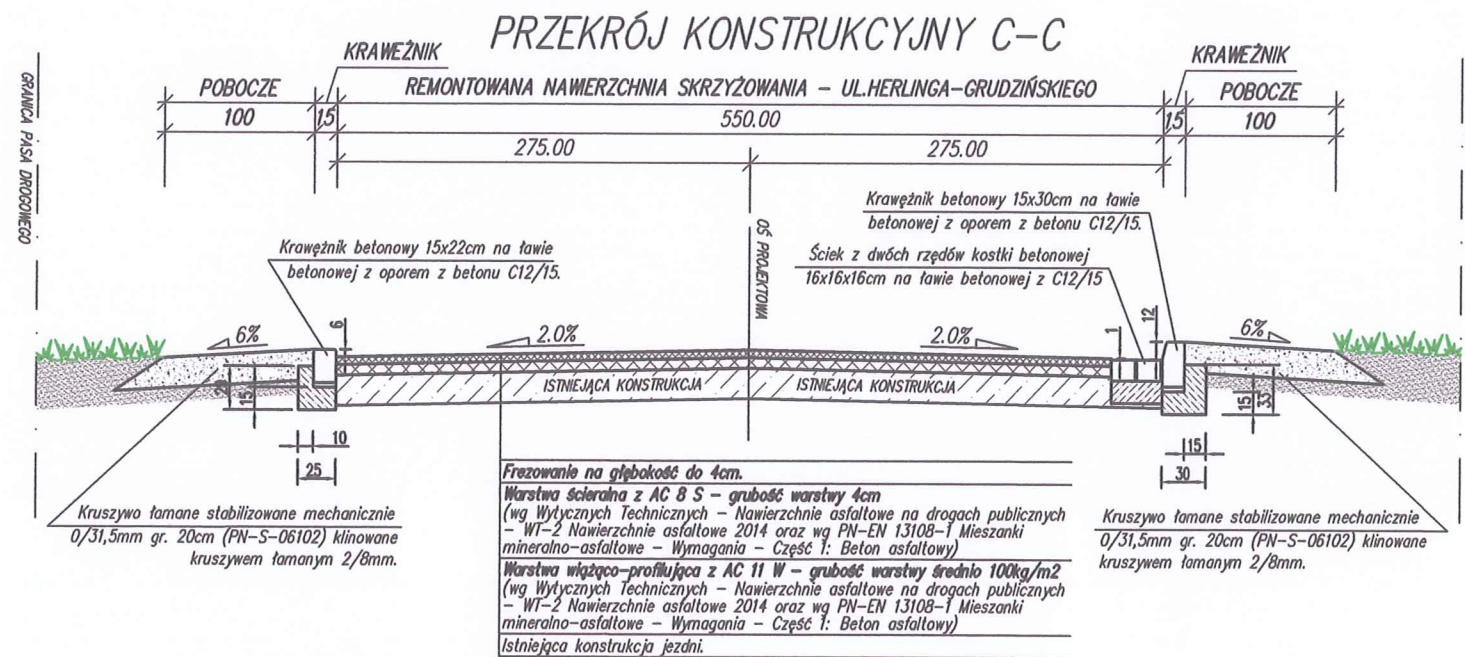 PRZEKRÓJ KONSTRUKCYJNY C-C
KRAWĘŻNIK
KRAWĘŻNIK
GRANICA PASA DROGOWEGO
POBOCZE
REMONTOWANA NAWIERZCHNIA SKRZYŻOWANIA - UL.HERLINGA-GRUDZIŃSKIEGO
POBOCZE
100
15
550.00
15
100
275.00
275.00
Krawężnik betonowy 15x30cm na ławie
betonowej z oporem z betonu C12/15.
Krawężnik betonowy 15x22cm na ławie
betonowej z oporem z betonu C12/15.
OŚ PROJEKTOWA
Ściek z dwóch rzędów kostki betonowej
16x16x16cm na ławie betonowej z C12/15
6%
6
2.0%
2.0%
1
12
6%
ISTNIEJĄCA KONSTRUKCJA
ISTNIEJĄCA KONSTRUKCJA
15
15
33
10
25
15
30
Kruszywo łamane stabilizowane mechanicznie
0/31,5mm gr. 20cm (PN-S-06102) klinowane
kruszywem łamanym 2/8mm.
Frezowanie na głębokość do 4cm.
Warstwa ścieralna z AC 8 S - grubość warstwy 4cm
(wg Wytycznych Technicznych - Nawierzchnie asfaltowe na drogach publicznych
- WT-2 Nawierzchnie asfaltowe 2014 oraz wg PN-EN 13108-1 Mieszanki
mineralno-asfaltowe - Wymagania - Część 1: Beton asfaltowy)
Warstwa wiążąco-profilująca z AC 11 W - grubość warstwy średnio 100kg/m2
(wg Wytycznych Technicznych - Nawierzchnie asfaltowe na drogach publicznych
- WT-2 Nawierzchnie asfaltowe 2014 oraz wg PN-EN 13108-1 Mieszanki
mineralno-asfaltowe - Wymagania - Część 1: Beton asfaltowy)
Istniejąca konstrukcja jezdni.
Kruszywo łamane stabilizowane mechanicznie
0/31,5mm gr. 20cm (PN-S-06102) klinowane
kruszywem łamanym 2/8mm.